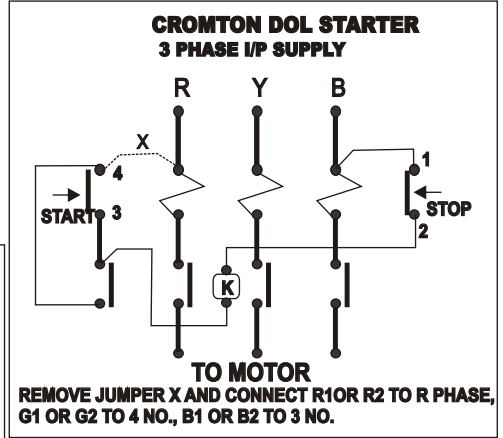 CROMTON DOL STARTER
3 PHASE I/P SUPPLY
R Y B
X
4
1
START
STOP
3
2
K
TO MOTOR
REMOVE JUMPER X AND CONNECT R1OR R2 TO R PHASE,
G1 OR G2 TO 4 NO., B1 OR B2 TO 3 NO.